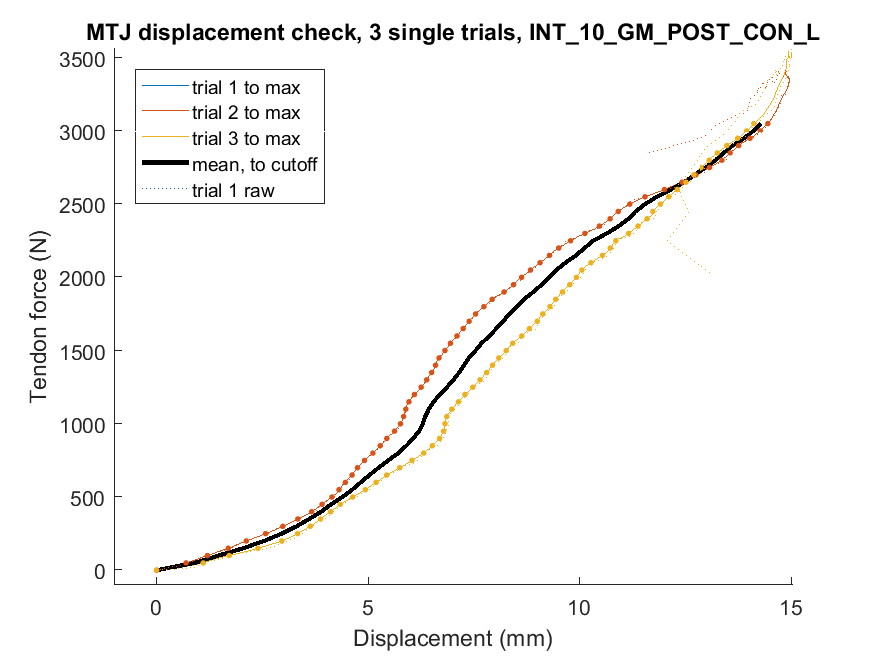 MTJ displacement check, 3 single trials, INT_10_GM_POST_CON_L
3500
3000
2500
2000
1500
1000
500
0
Tendon force (N)
trial 1 to max
trial 2 to max
trial 3 to max
mean, to cutoff
trial 1 raw
0 5 10 15
Displacement (mm)